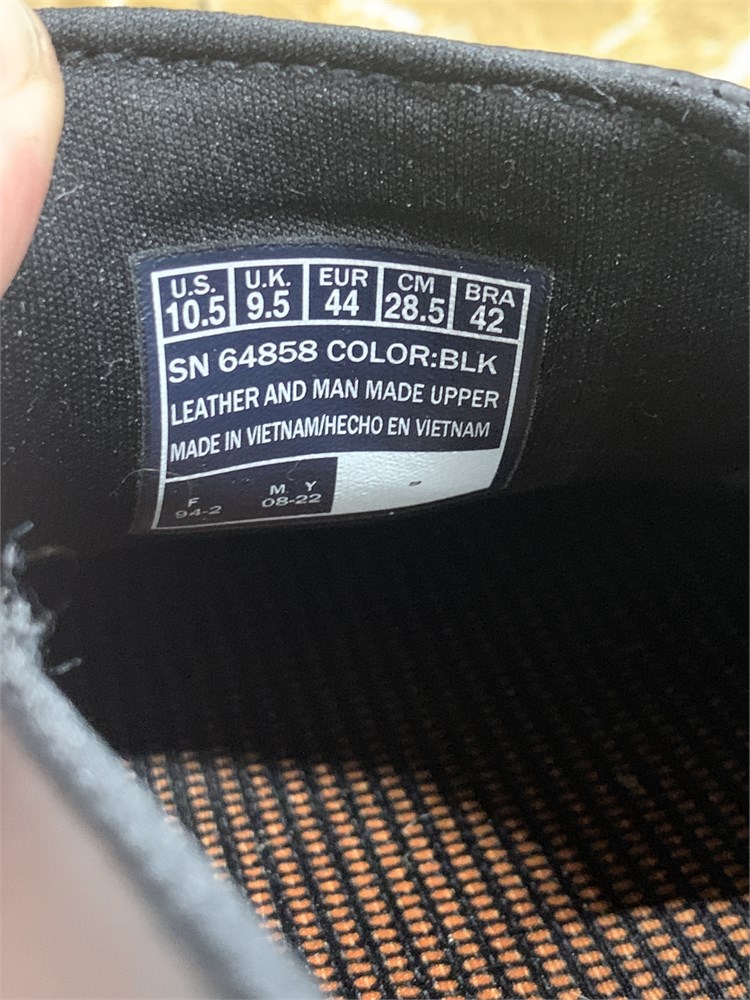 U.S. U.K. EUR CM BRA
10.5 9.5 44 28.5 42
SN 64858 COLOR:BLK
LEATHER AND MAN MADE UPPER
MADE IN VIETNAM/HECHO EN VIETNAM
F M Y
94-2 08-22